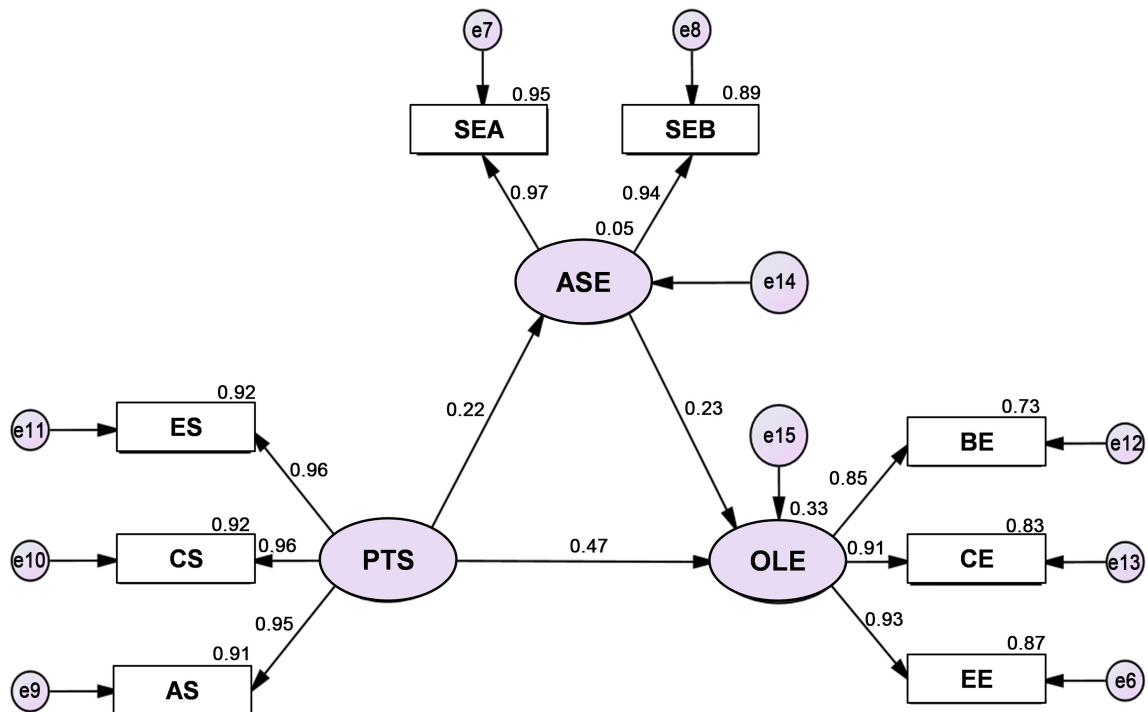 e7
e8
0.95
0.89
SEA
SEB
0.97
0.94
0.05
ASE
e14
0.92
0.22
0.23
0.73
e11
ES
e15
BE
e12
0.96
0.85
0.33
0.92
0.83
e10
CS
0.96
PTS
0.47
OLE
0.91
CE
e13
0.95
0.93
0.91
0.87
e9
AS
EE
e6